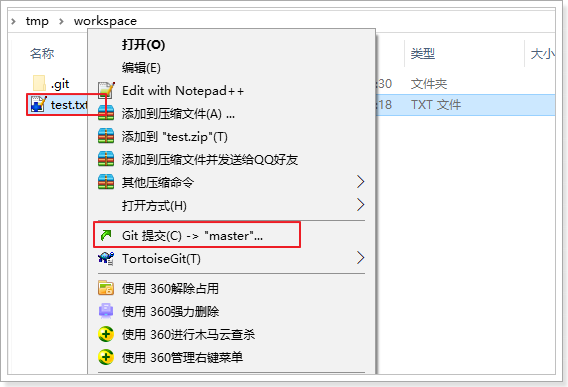 tmp > workspace
名称
类型
大小
.git
:30
文件夹
test.txt
:18
TXT 文件
打开(O)
编辑(E)
Edit with Notepad++
添加到压缩文件(A) ...
添加到 "test.zip"(T)
添加到压缩文件并发送给QQ好友
其他压缩命令
打开方式(H)
Git 提交(C) -> "master"...
TortoiseGit(T)
使用 360解除占用
使用 360强力删除
使用 360进行木马云查杀
使用 360管理右键菜单